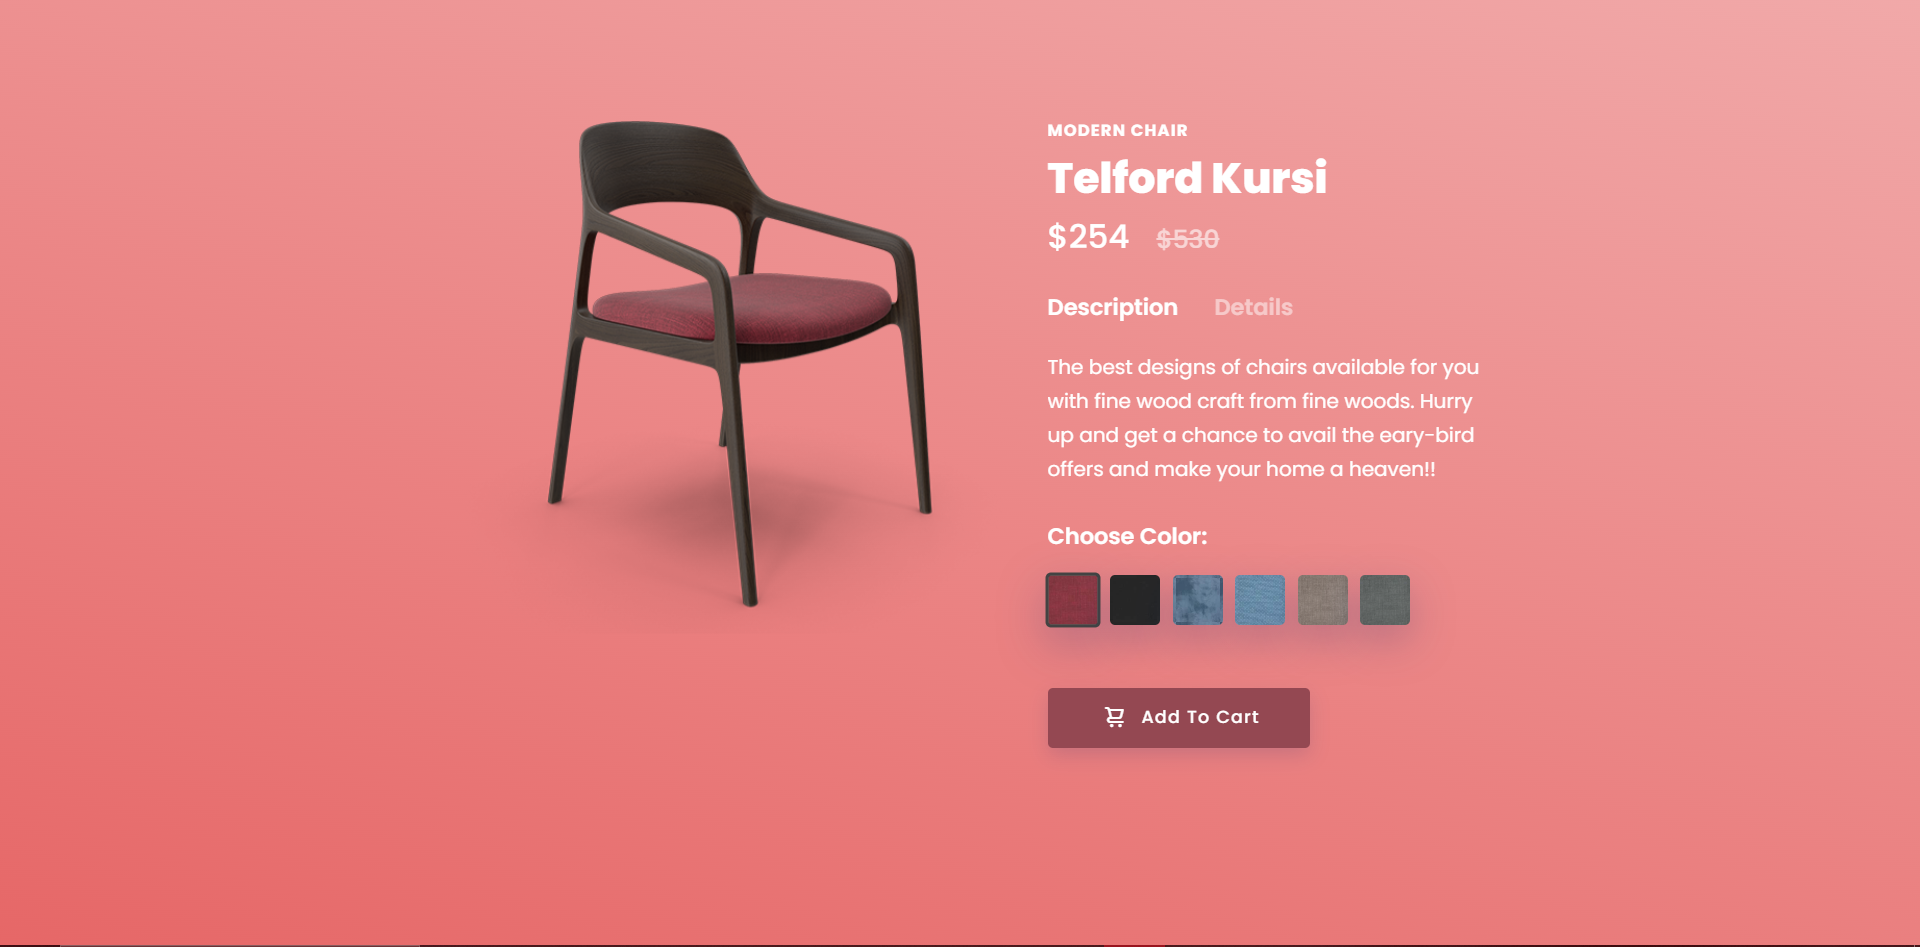 MODERN CHAIR
Telford Kursi
$254 $530
Description Details
The best designs of chairs available for you
with fine wood craft from fine woods. Hurry
up and get a chance to avail the eary-bird
offers and make your home a heaven!!
Choose Color:
Add To Cart